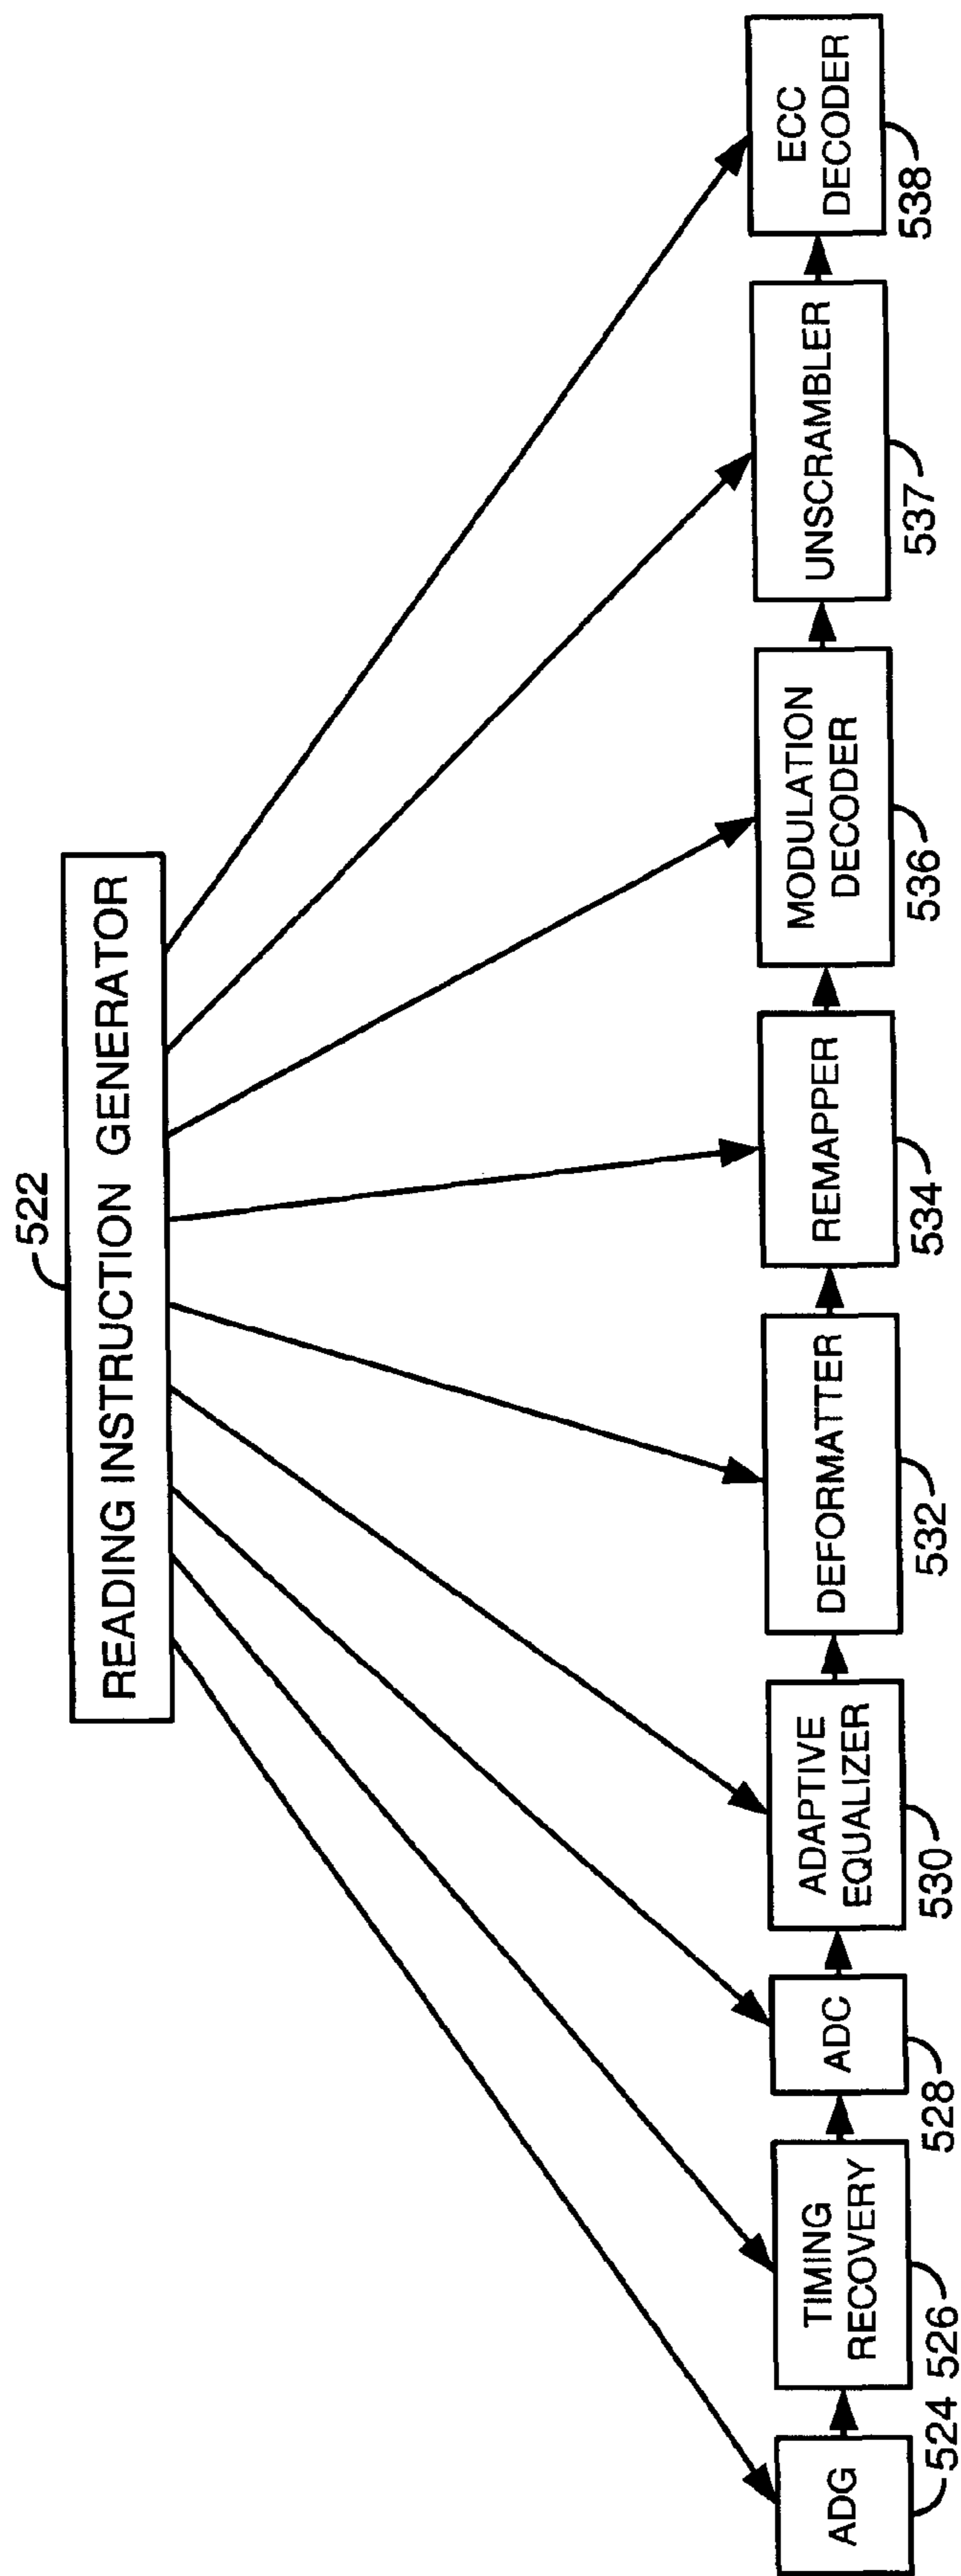 522
READING INSTRUCTION GENERATOR
ADG
524
TIMING
RECOVERY
526
ADC
528
ADAPTIVE
EQUALIZER
530
DEFORMATTER
532
REMAPPER
534
MODULATION
DECODER
536
UNSCRAMBLER
537
ECC
DECODER
538